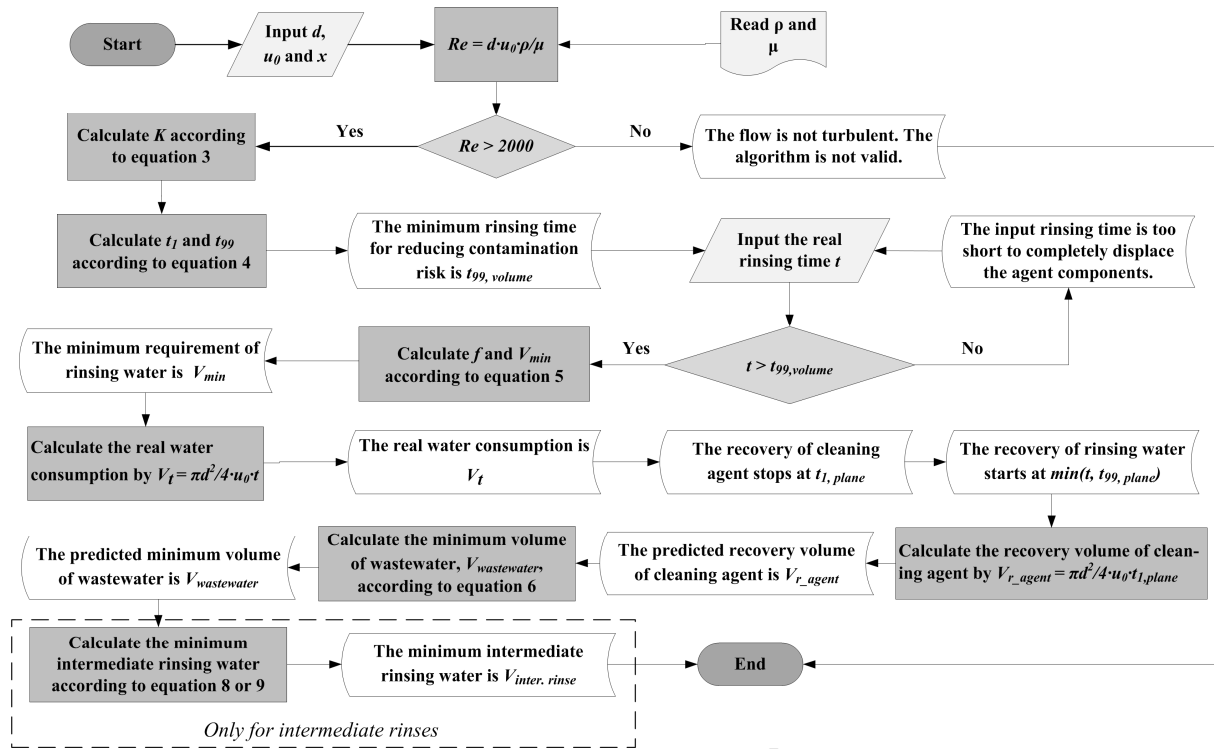 Start
Input d,
u0 and x
Re = d·u0·ρ/μ
Read ρ and
μ
Calculate K according
to equation 3
Yes
Re > 2000
No
The flow is not turbulent. The
algorithm is not valid.
Calculate t1 and t99
according to equation 4
The minimum rinsing time
for reducing contamination
risk is t99, volume
Input the real
rinsing time t
The input rinsing time is too
short to completely displace
the agent components.
The minimum requirement of
rinsing water is Vmin
Calculate f and Vmin
according to equation 5
Yes
t > t99,volume
No
Calculate the real water
consumption by Vt = πd²/4·u0·t
The real water consumption is
Vt
The recovery of cleaning
agent stops at t1, plane
The recovery of rinsing water
starts at min(t, t99, plane)
The predicted minimum volume
of wastewater is Vwastewater
Calculate the minimum volume
of wastewater, Vwastewater,
according to equation 6
The predicted recovery volume
of cleaning agent is Vr_agent
Calculate the recovery volume of clean-
ing agent by Vr_agent = πd²/4·u0·t1,plane
Calculate the minimum
intermediate rinsing water
according to equation 8 or 9
The minimum intermediate
rinsing water is Vinter. rinse
End
Only for intermediate rinses